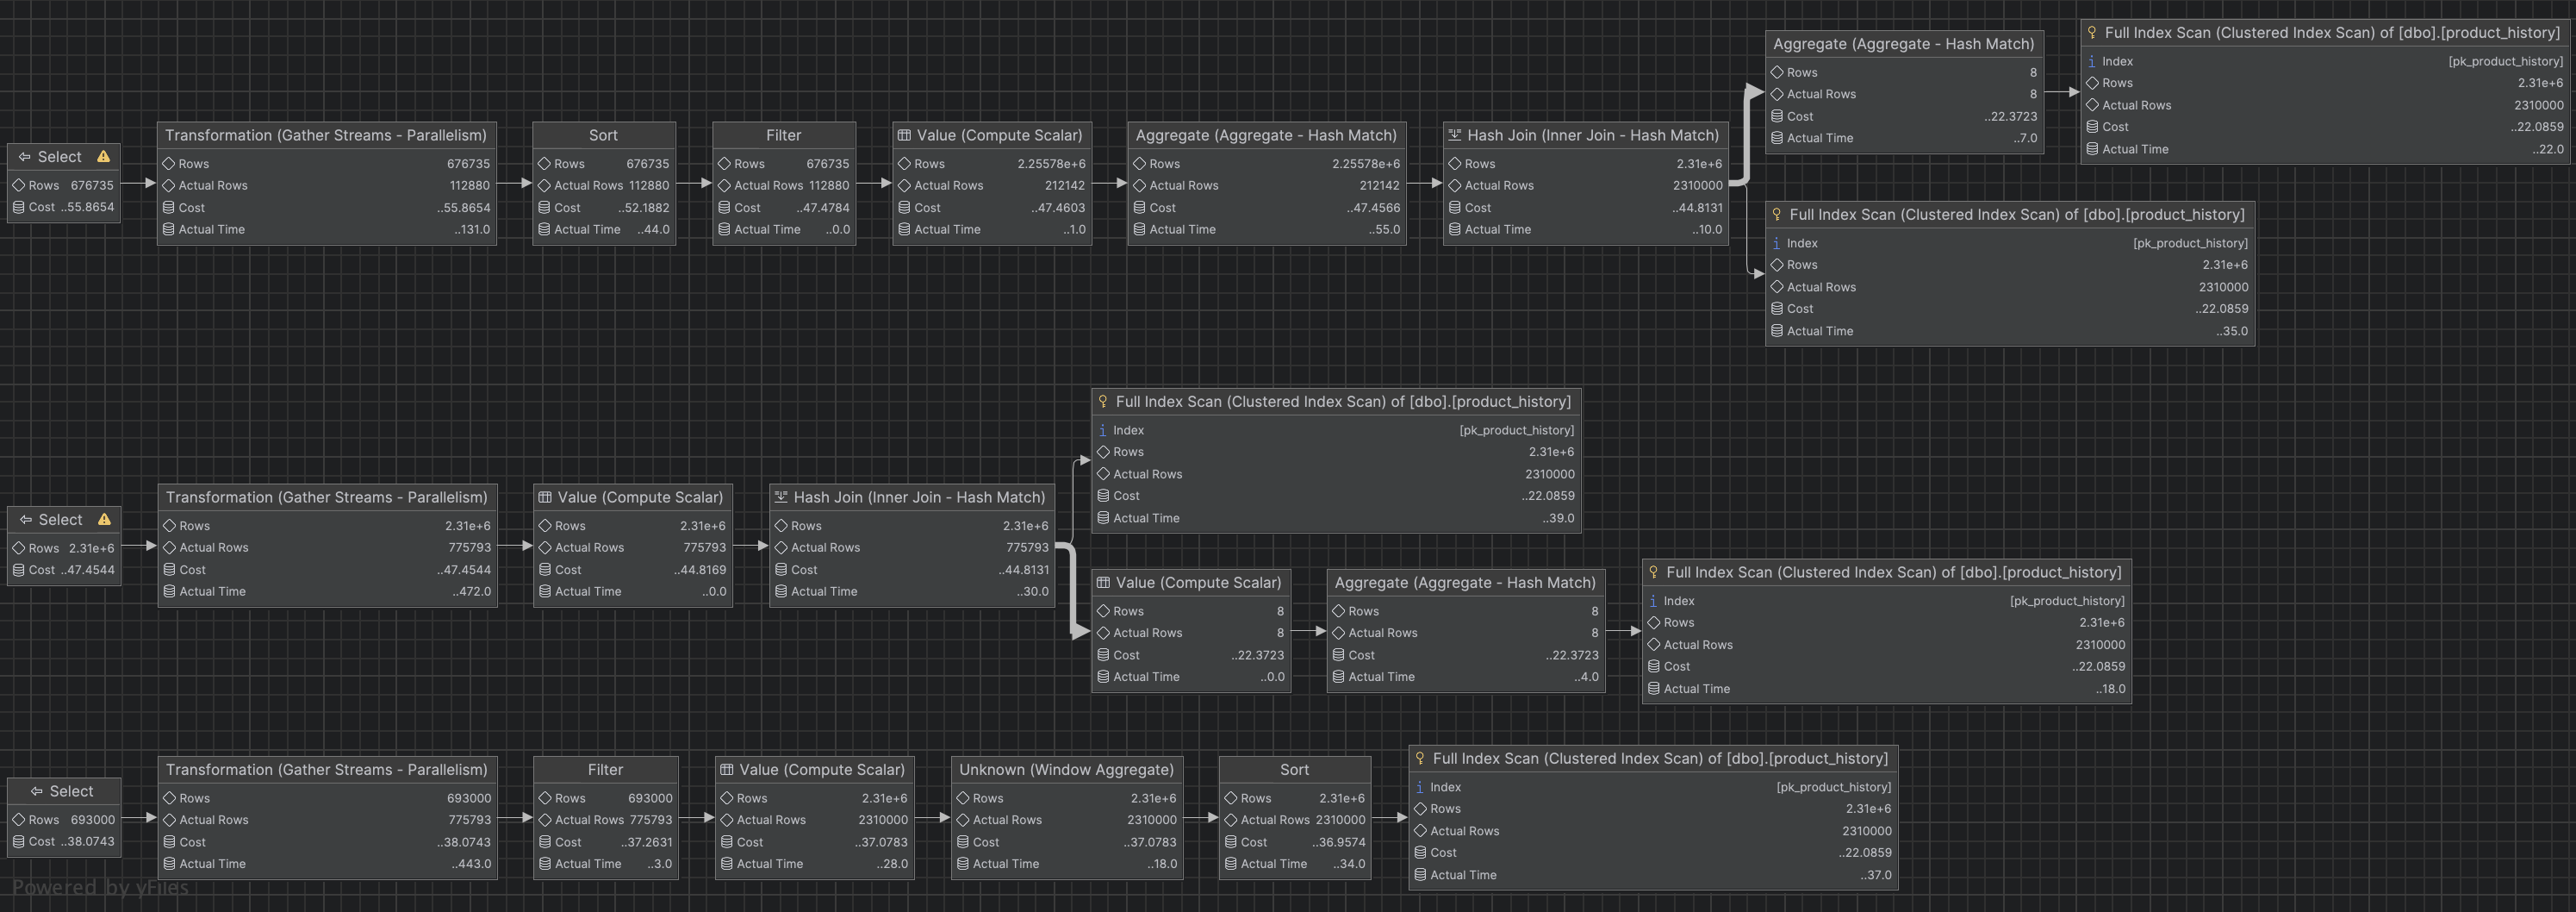 Select
Rows 676735
Cost ..55.8654
Transformation (Gather Streams - Parallelism)
Rows 676735
Actual Rows 112880
Cost ..55.8654
Actual Time ..131.0
Sort
Rows 676735
Actual Rows 112880
Cost ..52.1882
Actual Time ..44.0
Filter
Rows 676735
Actual Rows 112880
Cost ..47.4784
Actual Time ..0.0
Value (Compute Scalar)
Rows 2.25578e+6
Actual Rows 212142
Cost ..47.4603
Actual Time ..1.0
Aggregate (Aggregate - Hash Match)
Rows 2.25578e+6
Actual Rows 212142
Cost ..47.4566
Actual Time ..55.0
Hash Join (Inner Join - Hash Match)
Rows 2.31e+6
Actual Rows 2310000
Cost ..44.8131
Actual Time ..10.0
Aggregate (Aggregate - Hash Match)
Rows 8
Actual Rows 8
Cost ..22.3723
Actual Time ..7.0
Full Index Scan (Clustered Index Scan) of [dbo].[product_history]
Index [pk_product_history]
Rows 2.31e+6
Actual Rows 2310000
Cost ..22.0859
Actual Time ..22.0
Full Index Scan (Clustered Index Scan) of [dbo].[product_history]
Index [pk_product_history]
Rows 2.31e+6
Actual Rows 2310000
Cost ..22.0859
Actual Time ..35.0
Select
Rows 2.31e+6
Cost ..47.4544
Transformation (Gather Streams - Parallelism)
Rows 2.31e+6
Actual Rows 775793
Cost ..47.4544
Actual Time ..472.0
Value (Compute Scalar)
Rows 2.31e+6
Actual Rows 775793
Cost ..44.8169
Actual Time ..0.0
Hash Join (Inner Join - Hash Match)
Rows 2.31e+6
Actual Rows 775793
Cost ..44.8131
Actual Time ..30.0
Full Index Scan (Clustered Index Scan) of [dbo].[product_history]
Index [pk_product_history]
Rows 2.31e+6
Actual Rows 2310000
Cost ..22.0859
Actual Time ..39.0
Value (Compute Scalar)
Rows 8
Actual Rows 8
Cost ..22.3723
Actual Time ..0.0
Aggregate (Aggregate - Hash Match)
Rows 8
Actual Rows 8
Cost ..22.3723
Actual Time ..4.0
Full Index Scan (Clustered Index Scan) of [dbo].[product_history]
Index [pk_product_history]
Rows 2.31e+6
Actual Rows 2310000
Cost ..22.0859
Actual Time ..18.0
Select
Rows 693000
Cost ..38.0743
Transformation (Gather Streams - Parallelism)
Rows 693000
Actual Rows 775793
Cost ..38.0743
Actual Time ..443.0
Filter
Rows 693000
Actual Rows 775793
Cost ..37.2631
Actual Time ..3.0
Value (Compute Scalar)
Rows 2.31e+6
Actual Rows 2310000
Cost ..37.0783
Actual Time ..28.0
Unknown (Window Aggregate)
Rows 2.31e+6
Actual Rows 2310000
Cost ..37.0783
Actual Time ..18.0
Sort
Rows 2.31e+6
Actual Rows 2310000
Cost ..36.9574
Actual Time ..34.0
Full Index Scan (Clustered Index Scan) of [dbo].[product_history]
Index [pk_product_history]
Rows 2.31e+6
Actual Rows 2310000
Cost ..22.0859
Actual Time ..37.0
Powered by yFiles